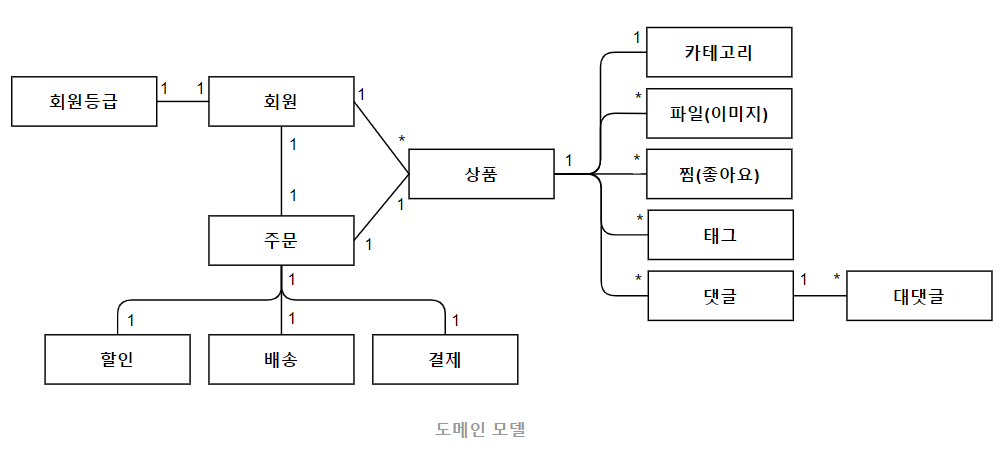 1 카테고리
회원등급 1 1 회원 1
* 파일(이미지)
*
1 상품 1
* 찜(좋아요)
1
1
주문 1
1
* 태그
1
* 댓글 1 * 대댓글
1 1 1
할인 배송 결제
도메인 모델